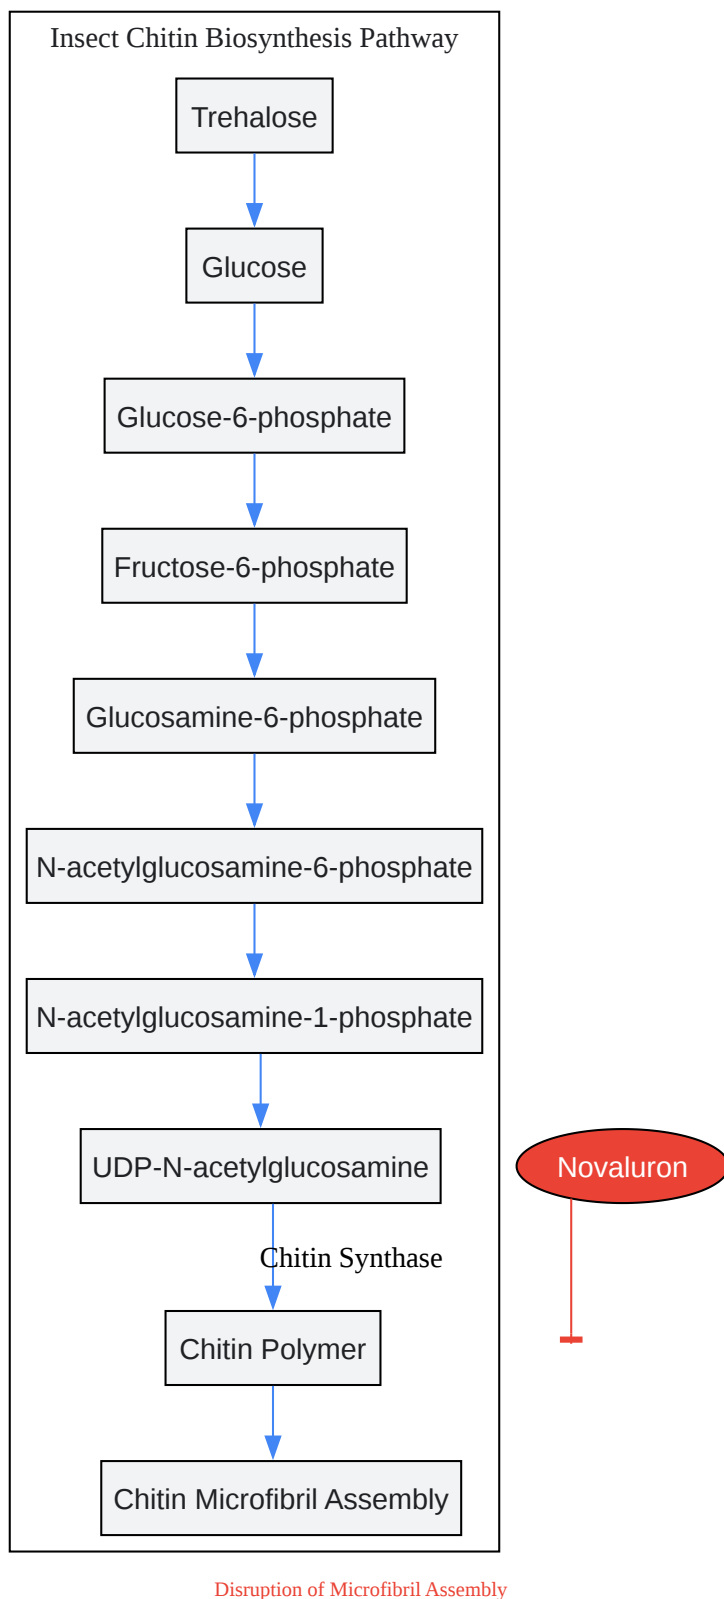 Insect Chitin Biosynthesis Pathway
Trehalose
Glucose
Glucose-6-phosphate
Fructose-6-phosphate
Glucosamine-6-phosphate
N-acetylglucosamine-6-phosphate
N-acetylglucosamine-1-phosphate
UDP-N-acetylglucosamine
Novaluron
Chitin Synthase
Chitin Polymer
Chitin Microfibril Assembly
Disruption of Microfibril Assembly